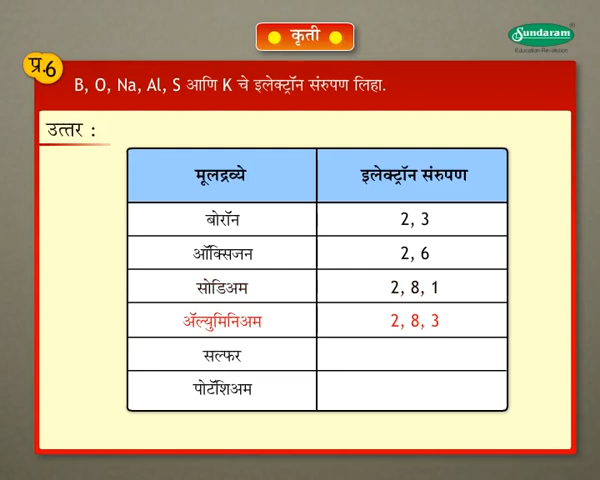 कृती
Sundaram
Education Revolution
प्र.6
B, O, Na, Al, S आणि K चे इलेक्ट्रॉन संरुपण लिहा.
उत्तर :
मूलद्रव्ये इलेक्ट्रॉन संरुपण
बोरॉन 2, 3
ऑक्सिजन 2, 6
सोडिअम 2, 8, 1
ॲल्युमिनिअम 2, 8, 3
सल्फर
पोटॅशिअम